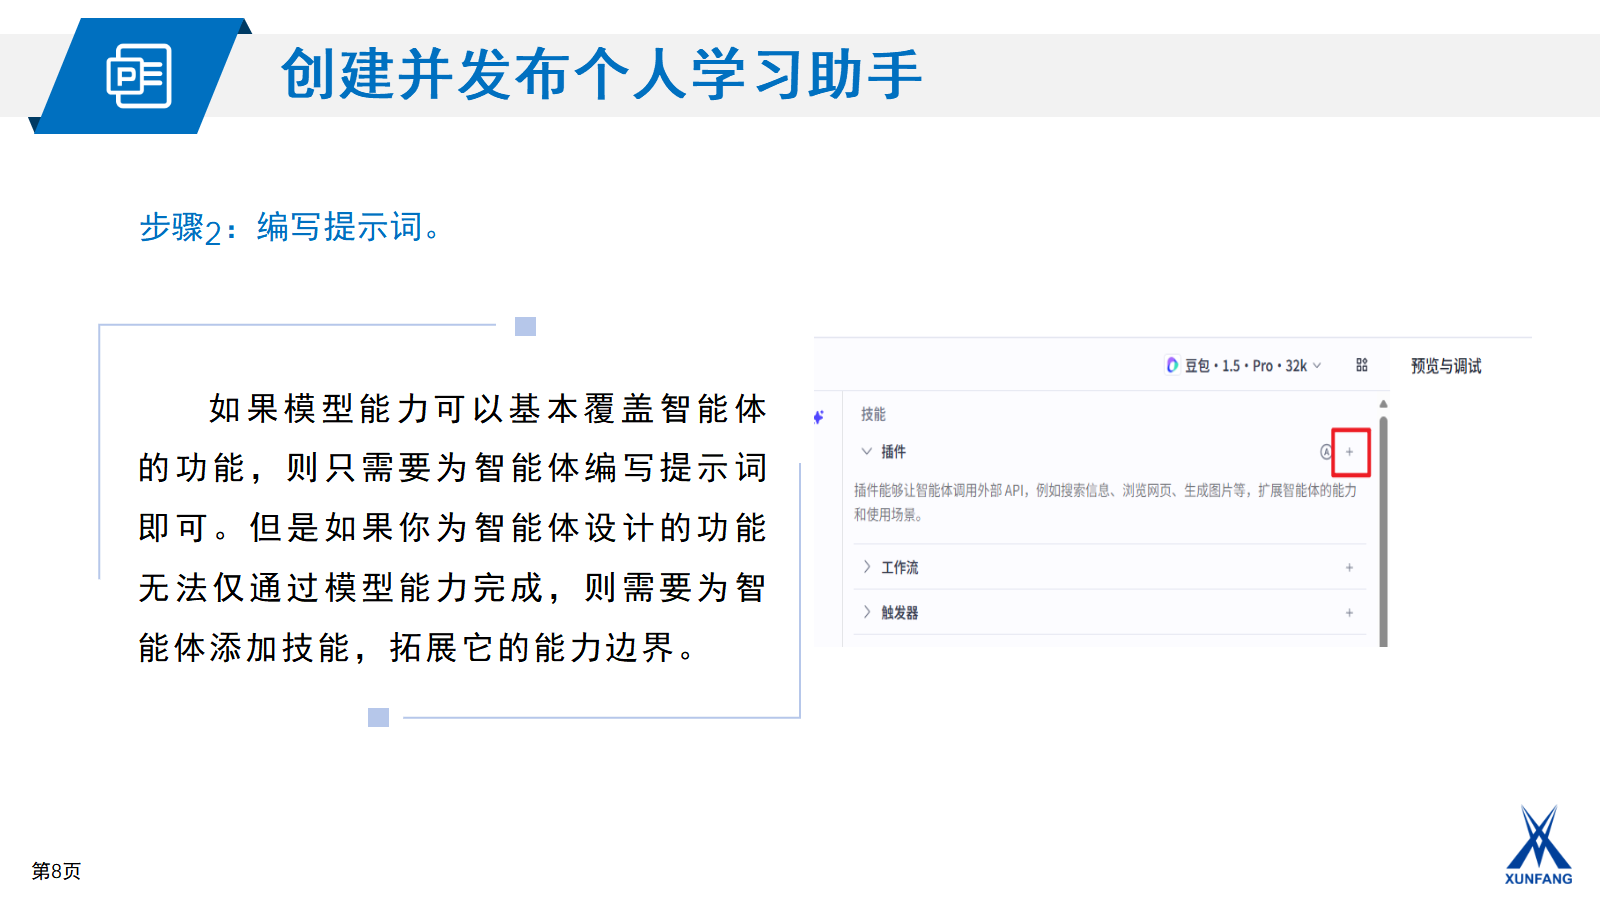 创建并发布个人学习助手
步骤2：编写提示词。
如果模型能力可以基本覆盖智能体
的功能，则只需要为智能体编写提示词
即可。但是如果你为智能体设计的功能
无法仅通过模型能力完成，则需要为智
能体添加技能，拓展它的能力边界。
豆包·1.5·Pro·32k
预览与调试
技能
插件
A +
插件能够让智能体调用外部 API，例如搜索信息、浏览网页、生成图片等，扩展智能体的能力
和使用场景。
工作流 +
触发器 +
第8页
XUNFANG